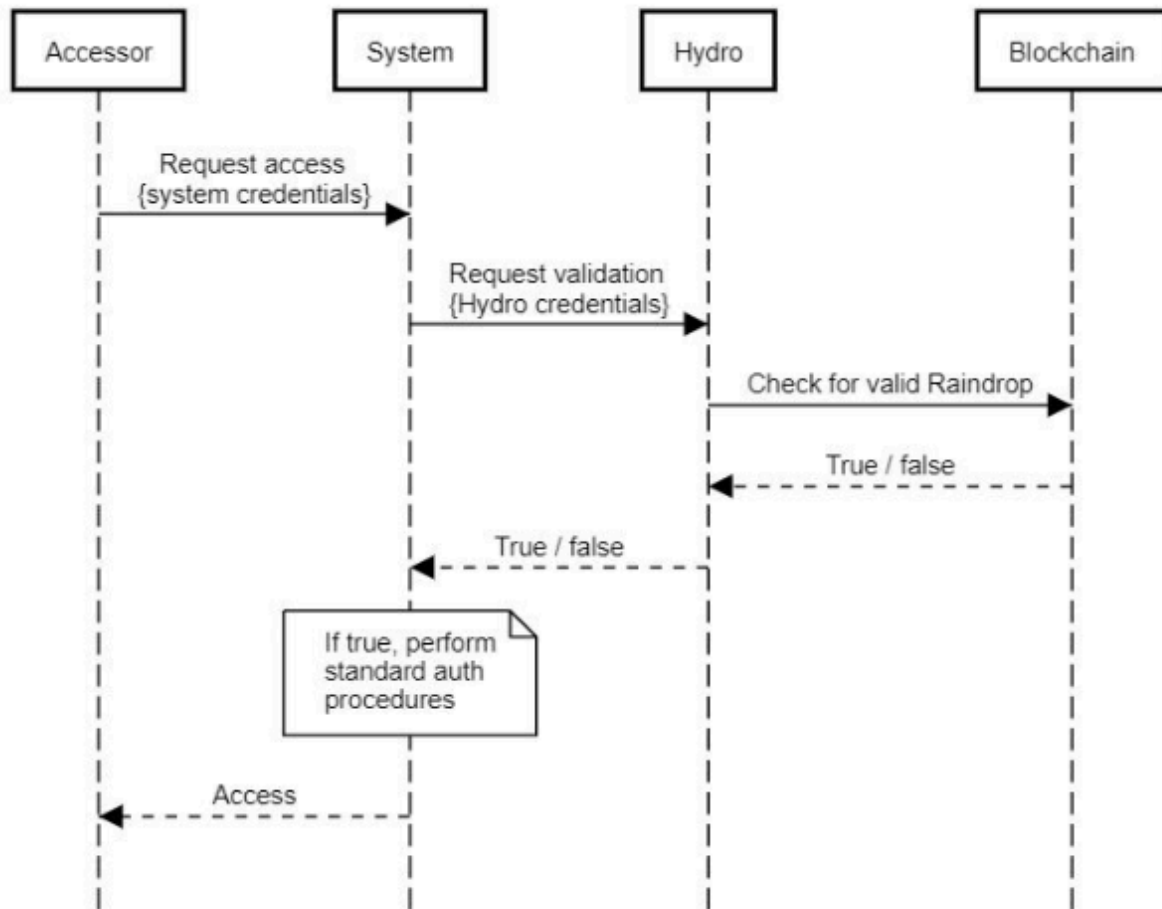 Accessor
System
Hydro
Blockchain
Request access
{system credentials}
Request validation
{Hydro credentials}
Check for valid Raindrop
True / false
True / false
If true, perform
standard auth
procedures
Access